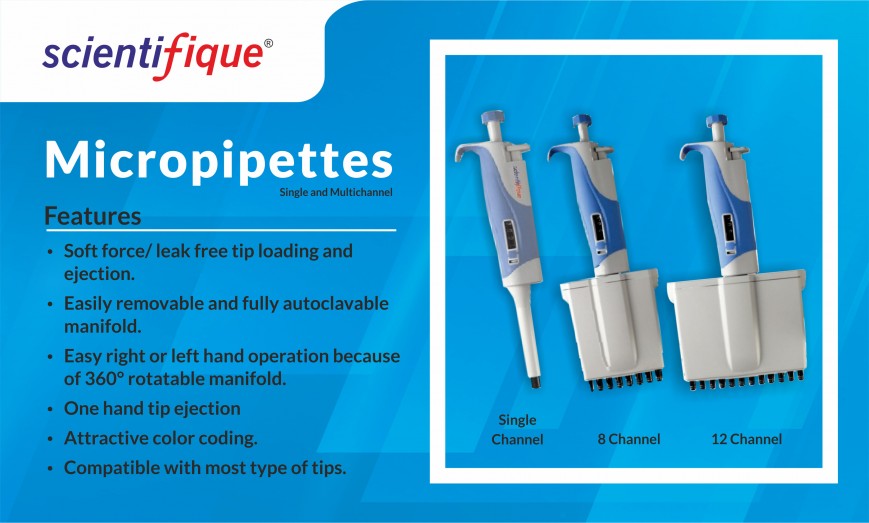 scientifique®
Micropipettes
Single and Multichannel
Features
• Soft force/ leak free tip loading and
ejection.
• Easily removable and fully autoclavable
manifold.
• Easy right or left hand operation because
of 360° rotatable manifold.
• One hand tip ejection
• Attractive color coding.
• Compatible with most type of tips.
scientifique
Single
Channel
8 Channel
12 Channel